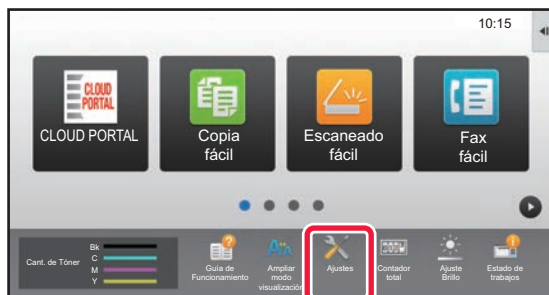 10:15
CLOUD
PORTAL
CLOUD PORTAL
Copia
fácil
Escaneado
fácil
Fax
fácil
Cant. de Tóner
Bk
C
M
Y
Guía de
Funcionamiento
Ampliar
modo
visualización
Ajustes
Contador
total
Ajuste
Brillo
Estado de
trabajos